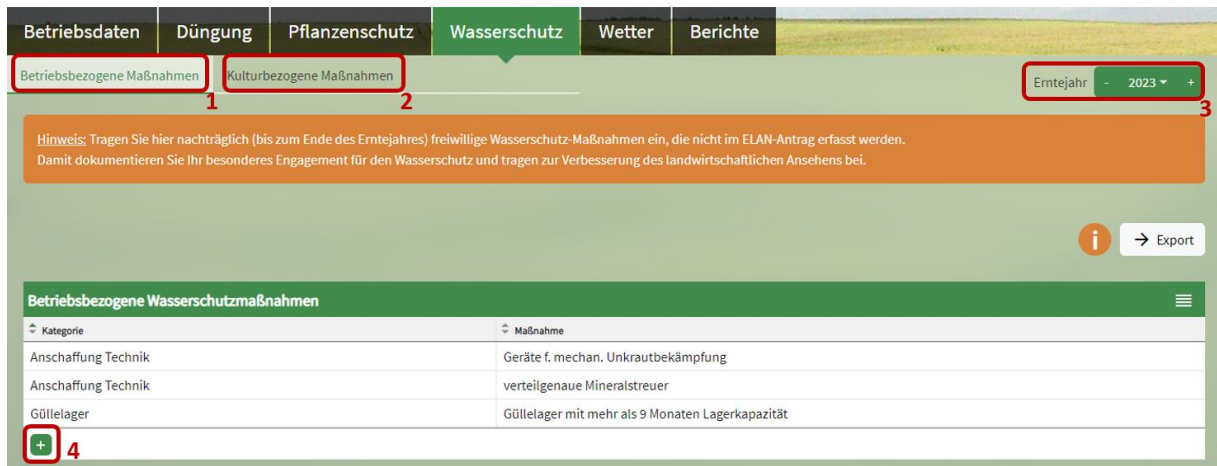 Betriebsdaten Düngung Pflanzenschutz Wasserschutz Wetter Berichte
Betriebsbezogene Maßnahmen Kulturbezogene Maßnahmen Erntejahr - 2023 +
1 2 3
Hinweis: Tragen Sie hier nachträglich (bis zum Ende des Erntejahres) freiwillige Wasserschutz-Maßnahmen ein, die nicht im ELAN-Antrag erfasst werden.
Damit dokumentieren Sie Ihr besonderes Engagement für den Wasserschutz und tragen zur Verbesserung des landwirtschaftlichen Ansehens bei.
i → Export
Betriebsbezogene Wasserschutzmaßnahmen
Kategorie Maßnahme
Anschaffung Technik Geräte f. mechan. Unkrautbekämpfung
Anschaffung Technik verteilgenaue Mineralstreuer
Güllelager Güllelager mit mehr als 9 Monaten Lagerkapazität
+ 4